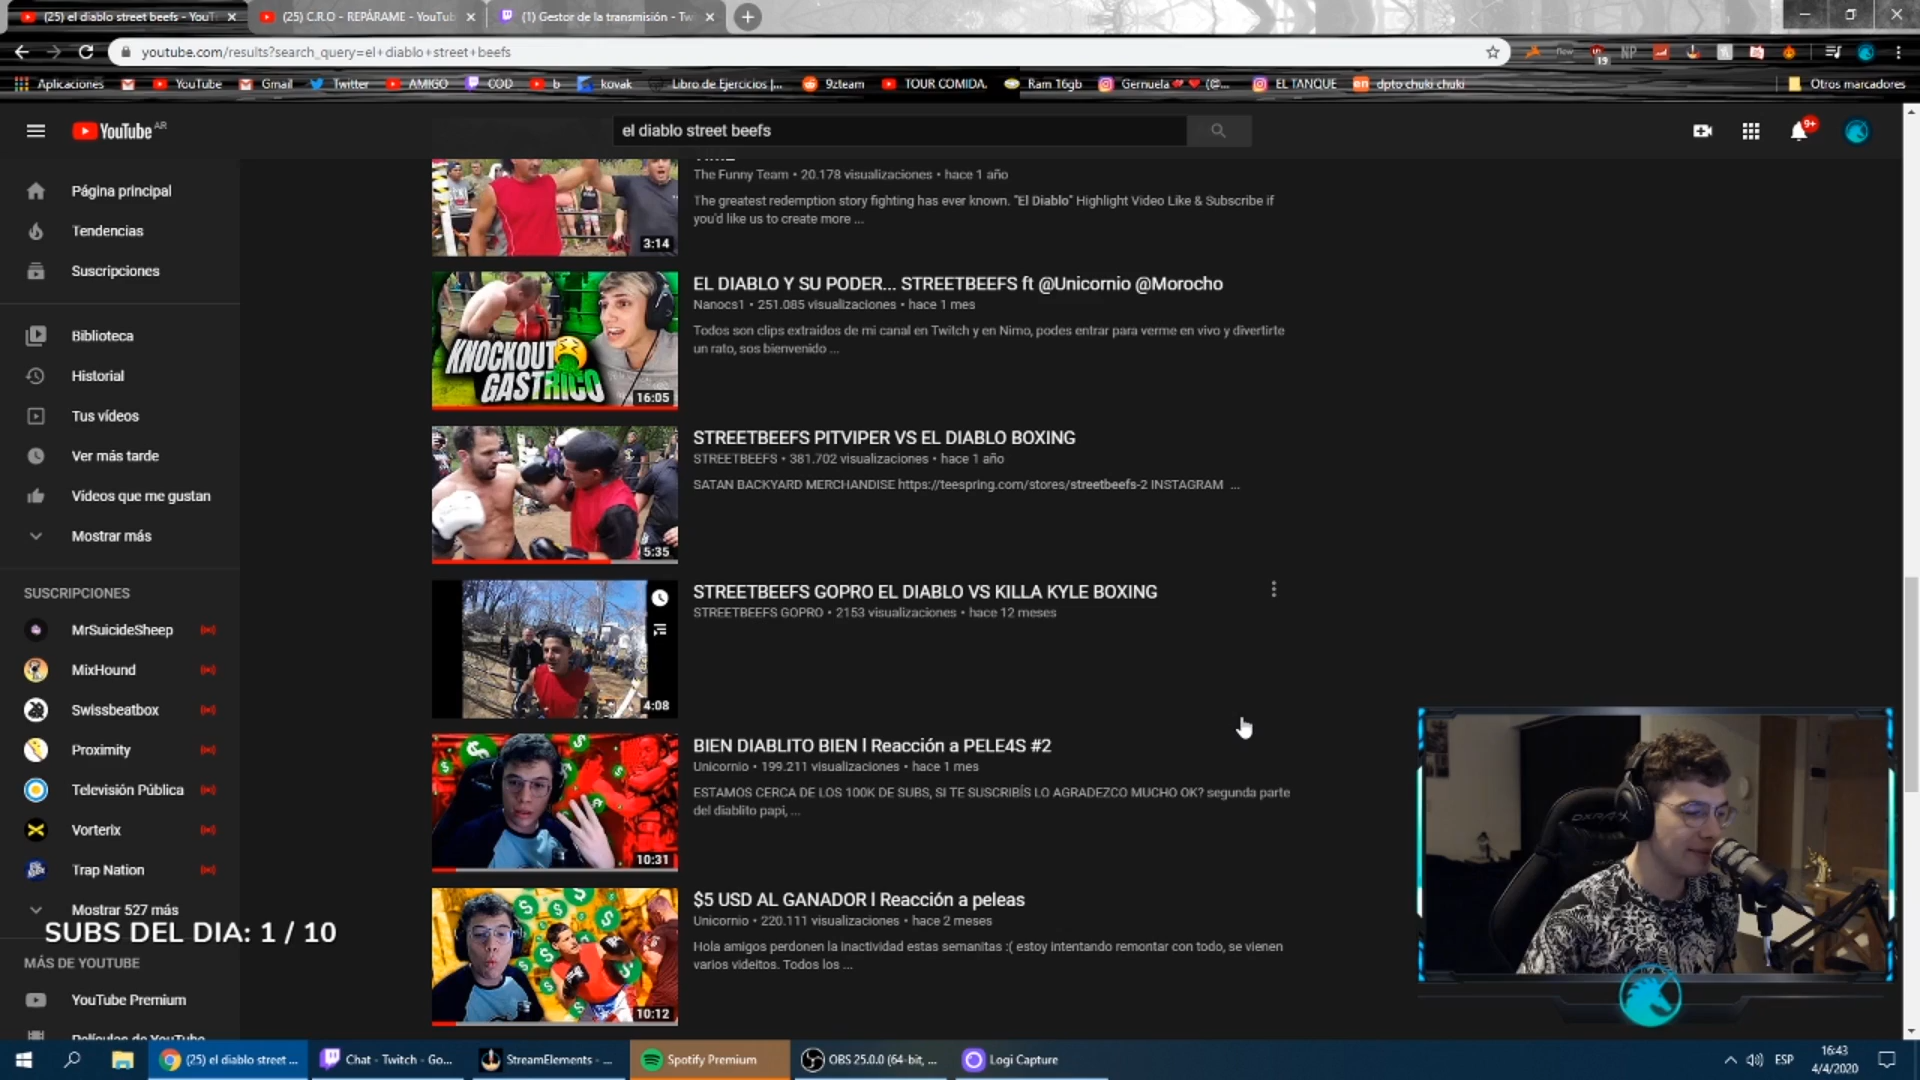 (25) el diablo street beefs - YouT
(25) C.R.O - REPÁRAME - YouTub
(1) Gestor de la transmisión - Tw
youtube.com/results?search_query=el+diablo+street+beefs
19
NP
Aplicaciones
YouTube
Gmail
Twitter
AMIGO
COD
b
kovak
Libro de Ejercicios |...
9zteam
TOUR COMIDA.
Ram 16gb
Gernuela
(@...
EL TANQUE
dpto chuki chuki
Otros marcadores
YouTube AR
el diablo street beefs
9+
Página principal
Tendencias
Suscripciones
Biblioteca
Historial
Tus vídeos
Ver más tarde
Vídeos que me gustan
Mostrar más
SUSCRIPCIONES
MrSuicideSheep
MixHound
Swissbeatbox
Proximity
Televisión Pública
Vorterix
Trap Nation
Mostrar 527 más
SUBS DEL DIA: 1 / 10
MÁS DE YOUTUBE
YouTube Premium
Películas de YouTube
The Funny Team • 20.178 visualizaciones • hace 1 año
The greatest redemption story fighting has ever known. "El Diablo" Highlight Video Like & Subscribe if
you'd like us to create more ...
3:14
EL DIABLO Y SU PODER... STREETBEEFS ft @Unicornio @Morocho
Nanocs1 • 251.085 visualizaciones • hace 1 mes
Todos son clips extraídos de mi canal en Twitch y en Nimo, podes entrar para verme en vivo y divertirte
un rato, sos bienvenido ...
KNOCKOUT
GASTRICO
16:05
STREETBEEFS PITVIPER VS EL DIABLO BOXING
STREETBEEFS • 381.702 visualizaciones • hace 1 año
SATAN BACKYARD MERCHANDISE https://teespring.com/stores/streetbeefs-2 INSTAGRAM ...
5:35
STREETBEEFS GOPRO EL DIABLO VS KILLA KYLE BOXING
STREETBEEFS GOPRO • 2153 visualizaciones • hace 12 meses
4:08
BIEN DIABLITO BIEN l Reacción a PELE4S #2
Unicornio • 199.211 visualizaciones • hace 1 mes
ESTAMOS CERCA DE LOS 100K DE SUBS, SI TE SUSCRIBÍS LO AGRADEZCO MUCHO OK? segunda parte
del diablito papi, ...
10:31
$5 USD AL GANADOR l Reacción a peleas
Unicornio • 220.111 visualizaciones • hace 2 meses
Hola amigos perdonen la inactividad estas semanitas :( estoy intentando remontar con todo, se vienen
varios videitos. Todos los ...
10:12
(25) el diablo street ...
Chat - Twitch - Go...
StreamElements - ...
Spotify Premium
OBS 25.0.0 (64-bit, ...
Logi Capture
ESP
16:43
4/4/2020